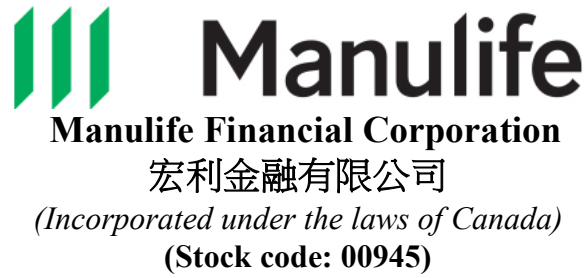 Manulife
Manulife Financial Corporation
宏利金融有限公司
(Incorporated under the laws of Canada)
(Stock code: 00945)